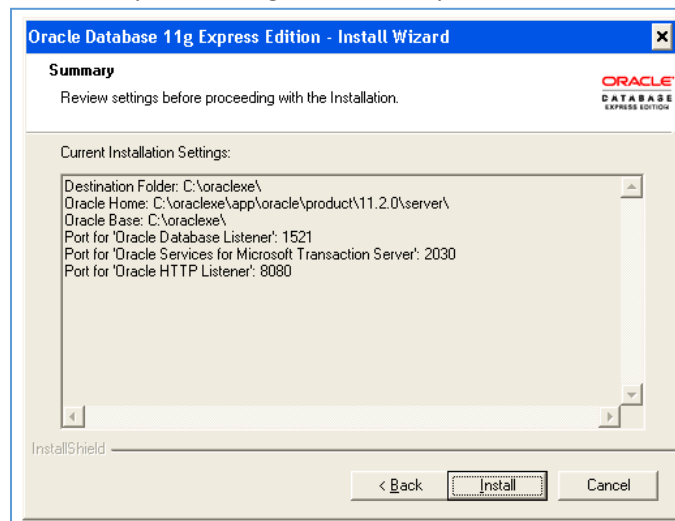 Oracle Database 11g Express Edition - Install Wizard
Summary
Review settings before proceeding with the Installation.
ORACLE
DATABASE
EXPRESS EDITION
Current Installation Settings:
Destination Folder: C:\oraclexe\
Oracle Home: C:\oraclexe\app\oracle\product\11.2.0\server\
Oracle Base: C:\oraclexe\
Port for 'Oracle Database Listener': 1521
Port for 'Oracle Services for Microsoft Transaction Server': 2030
Port for 'Oracle HTTP Listener': 8080
InstallShield
< Back
Install
Cancel